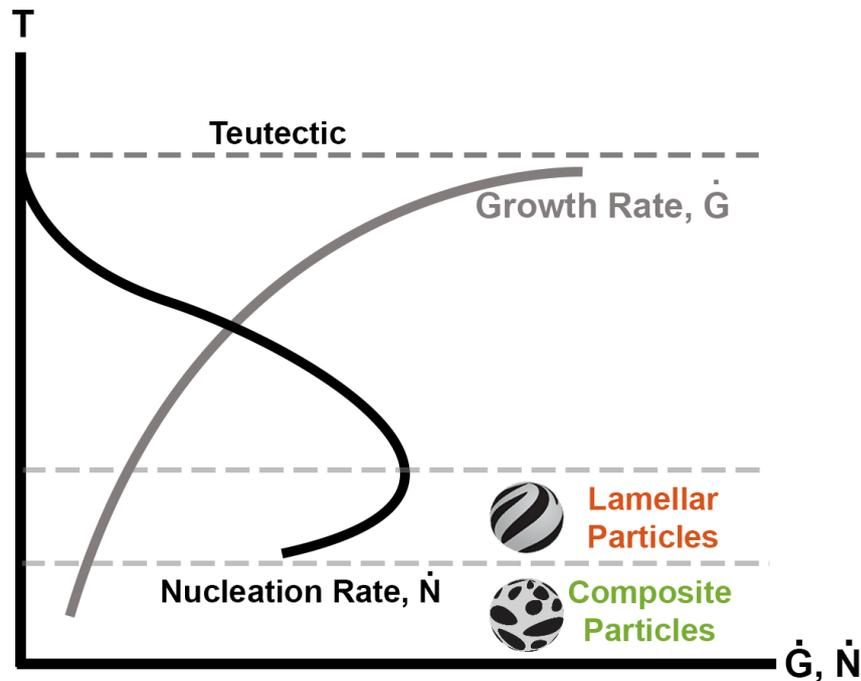 T
Teutectic
Growth Rate, Ġ
Lamellar
Particles
Nucleation Rate, Ṅ
Composite
Particles
Ġ, Ṅ